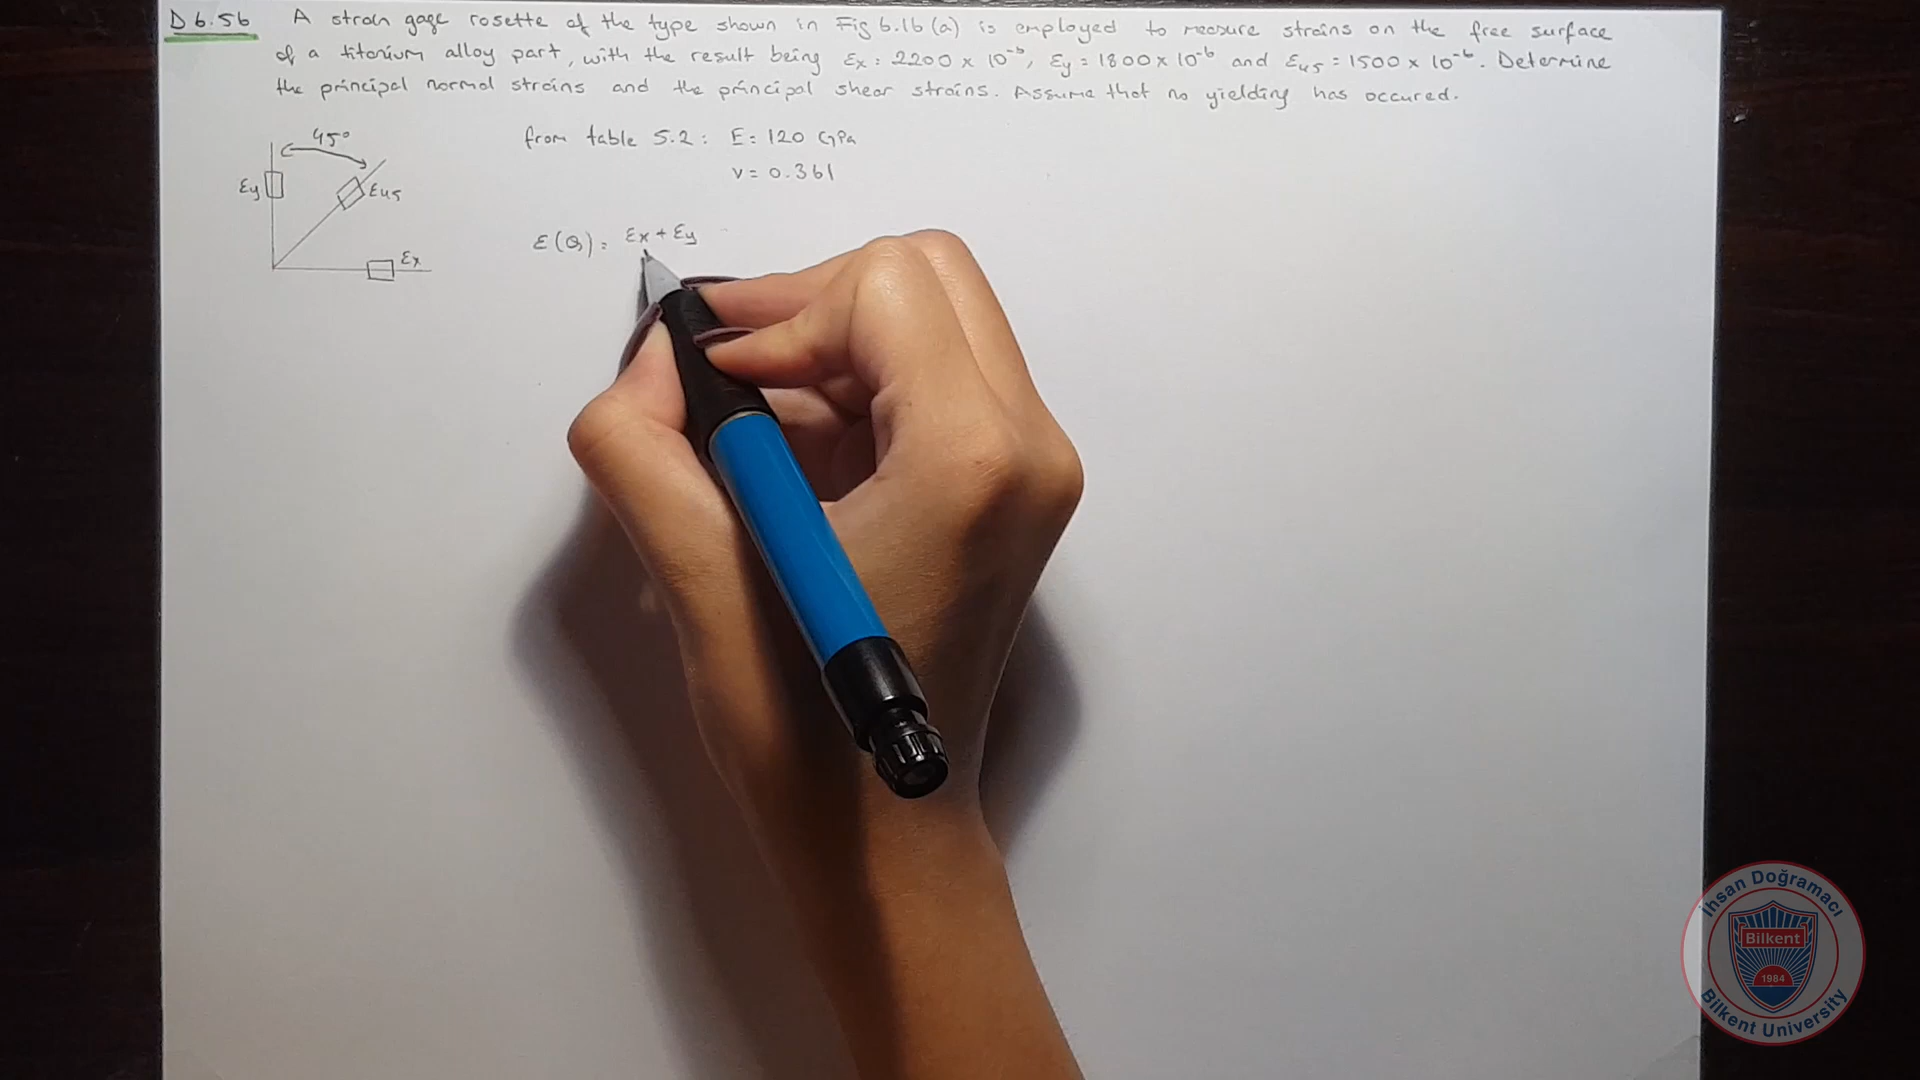 D6.56 A strain gage rosette of the type shown in Fig 6.16 (a) is employed to measure strains on the free surface
of a titanium alloy part, with the result being εx = 2200 x 10⁻⁶, εy = 1800 x 10⁻⁶ and ε45 = 1500 x 10⁻⁶. Determine
the principal normal strains and the principal shear strains. Assume that no yielding has occured.
45°
εy
ε45
εx
from table 5.2: E = 120 GPa
ν = 0.361
ε(θ) = εx + εy
İhsan Doğramacı
Bilkent
1984
Bilkent University